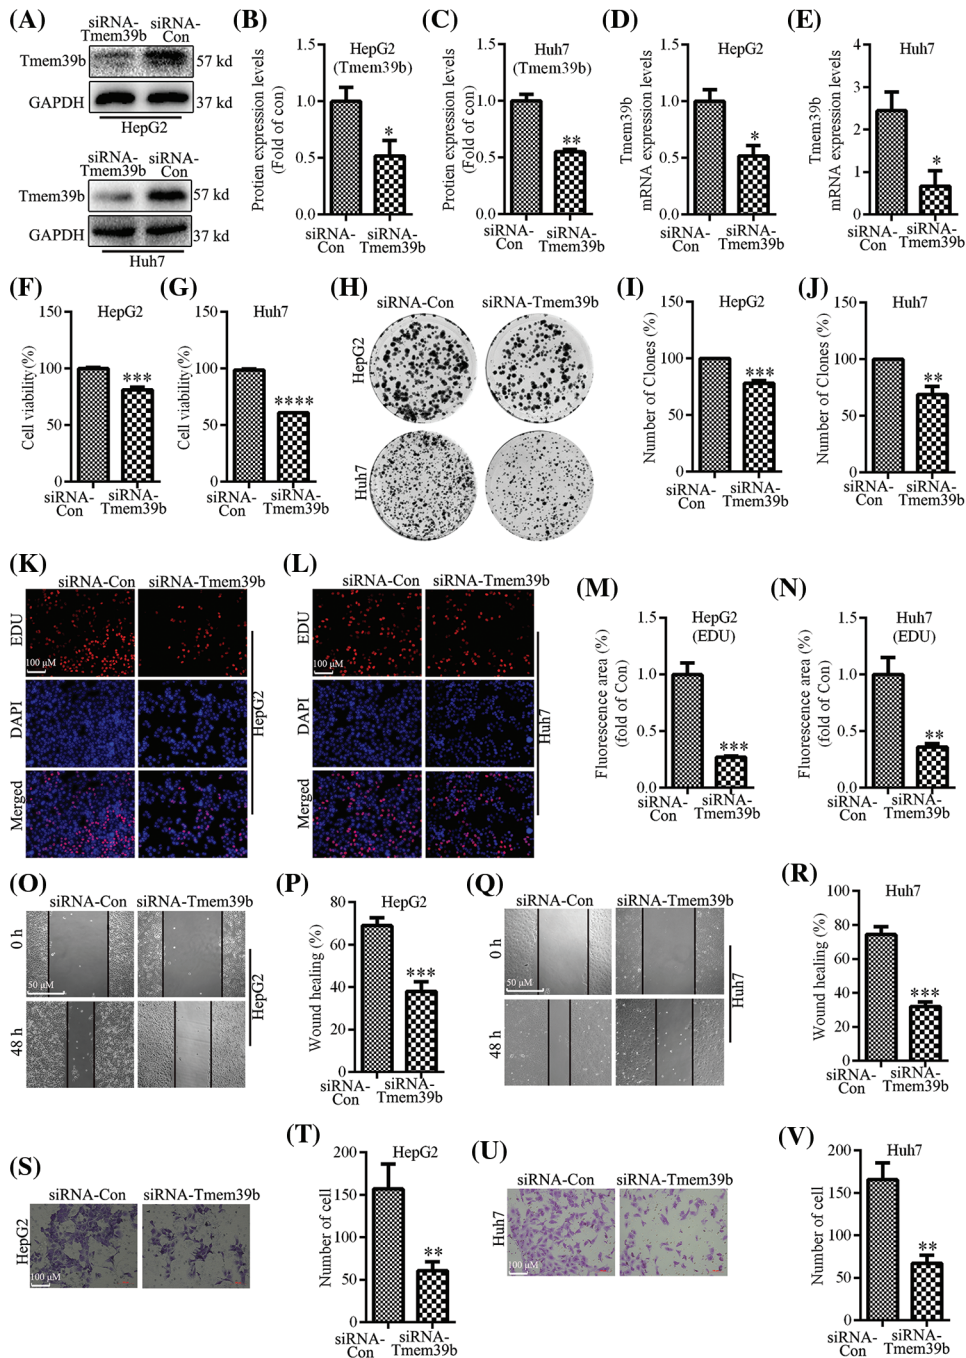 (A)
siRNA-
Tmem39b
siRNA-
Con
Tmem39b
57 kd
GAPDH
37 kd
HepG2
siRNA-
Tmem39b
siRNA-
Con
Tmem39b
57 kd
GAPDH
37 kd
Huh7
(B)
HepG2
(Tmem39b)
Protien expression levels
(Fold of con)
1.5
1.0
0.5
0.0
*
siRNA-
Con
siRNA-
Tmem39b
(C)
Huh7
(Tmem39b)
Protien expression levels
(Fold of con)
1.5
1.0
0.5
0.0
**
siRNA-
Con
siRNA-
Tmem39b
(D)
HepG2
Tmem39b
mRNA expression levels
1.5
1.0
0.5
0.0
*
siRNA-
Con
siRNA-
Tmem39b
(E)
Huh7
Tmem39b
mRNA expression levels
4
3
2
1
0
*
siRNA-
Con
siRNA-
Tmem39b
(F)
HepG2
Cell viability(%)
150
100
50
0
***
siRNA-
Con
siRNA-
Tmem39b
(G)
Huh7
Cell viability(%)
150
100
50
0
****
siRNA-
Con
siRNA-
Tmem39b
(H)
siRNA-Con
siRNA-Tmem39b
HepG2
Huh7
(I)
HepG2
Number of Clones (%)
150
100
50
0
***
siRNA-
Con
siRNA-
Tmem39b
(J)
Huh7
Number of Clones (%)
150
100
50
0
**
siRNA-
Con
siRNA-
Tmem39b
(K)
siRNA-Con
siRNA-Tmem39b
EDU
100 μM
DAPI
Merged
HepG2
(L)
siRNA-Con
siRNA-Tmem39b
EDU
100 μM
DAPI
Merged
Huh7
(M)
HepG2
(EDU)
Fluorescence area (%)
(fold of Con)
1.5
1.0
0.5
0.0
***
siRNA-
Con
siRNA-
Tmem39b
(N)
Huh7
(EDU)
Fluorescence area (%)
(fold of Con)
1.5
1.0
0.5
0.0
**
siRNA-
Con
siRNA-
Tmem39b
(O)
siRNA-Con
siRNA-Tmem39b
0 h
50 μM
48 h
HepG2
(P)
HepG2
Wound healing (%)
80
60
40
20
0
***
siRNA-
Con
siRNA-
Tmem39b
(Q)
siRNA-Con
siRNA-Tmem39b
0 h
50 μM
48 h
Huh7
(R)
Huh7
Wound healing (%)
100
80
60
40
20
0
***
siRNA-
Con
siRNA-
Tmem39b
(S)
siRNA-Con
siRNA-Tmem39b
HepG2
100 μM
(T)
HepG2
Number of cell
200
150
100
50
0
**
siRNA-
Con
siRNA-
Tmem39b
(U)
siRNA-Con
siRNA-Tmem39b
Huh7
100 μM
(V)
Huh7
Number of cell
200
150
100
50
0
**
siRNA-
Con
siRNA-
Tmem39b